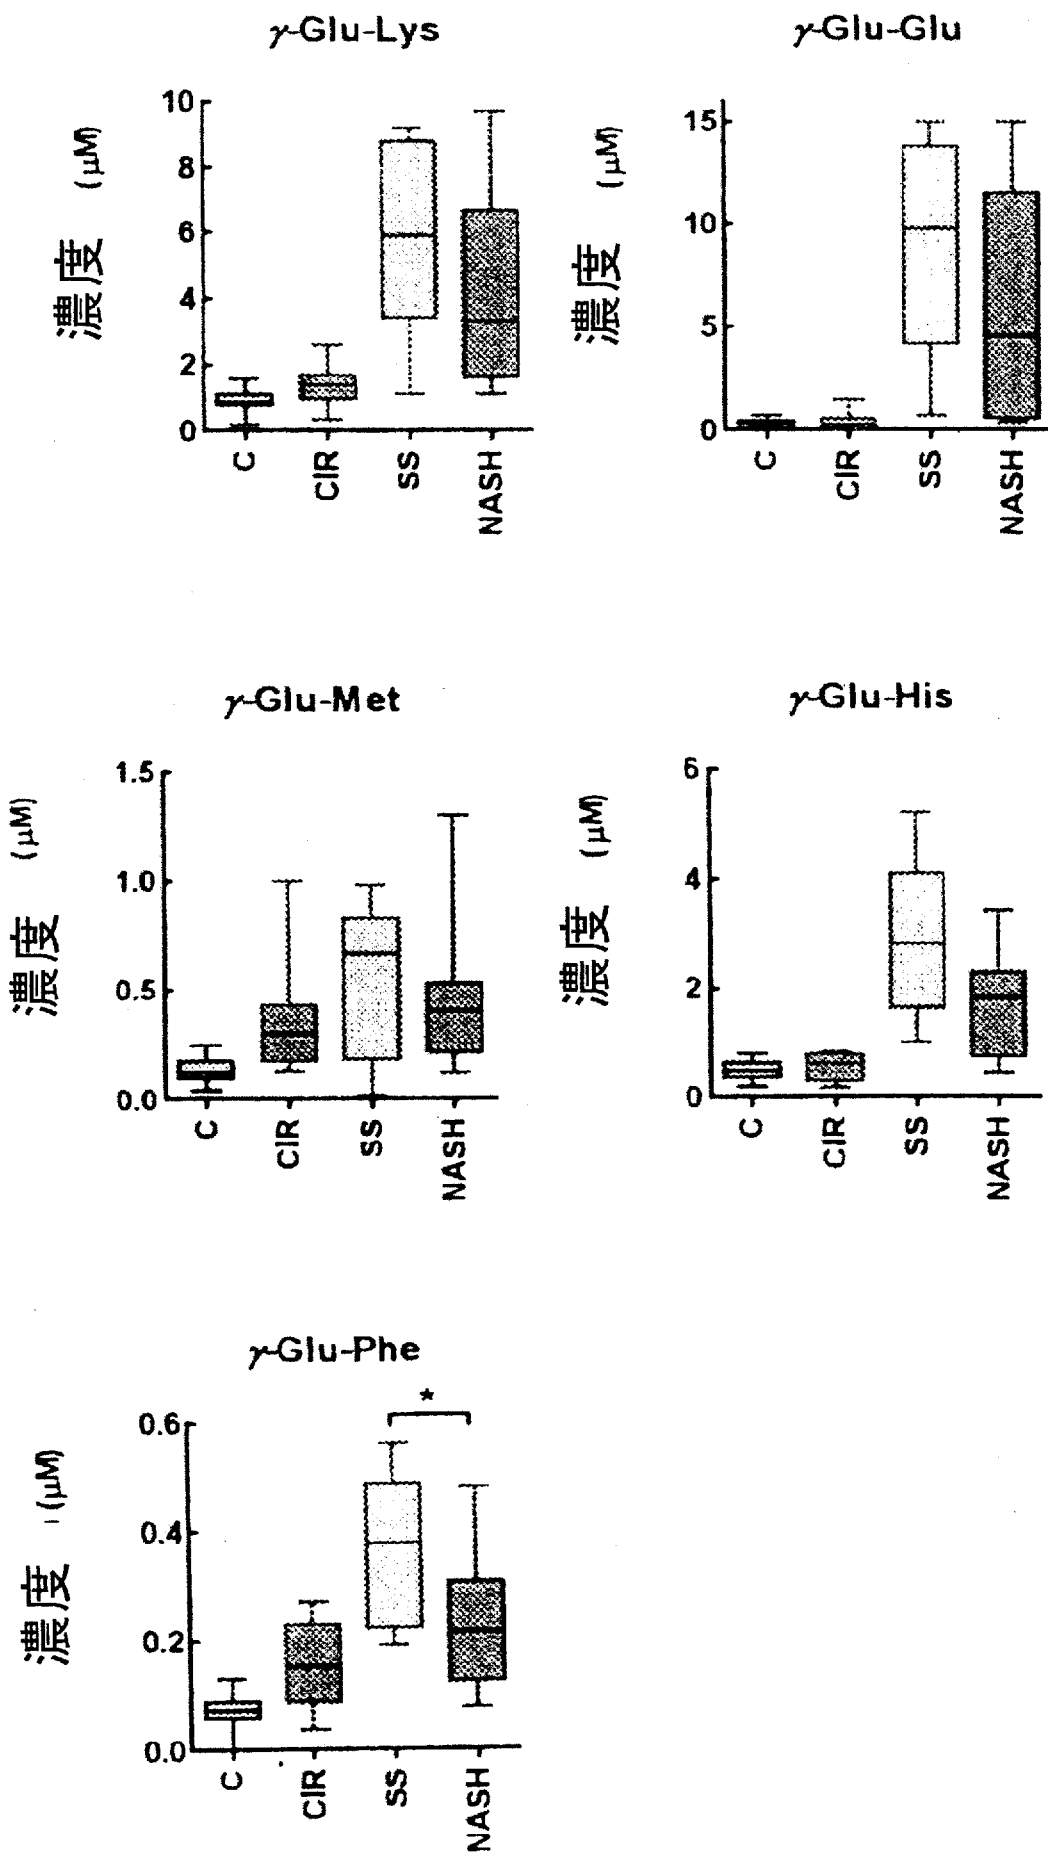 γ-Glu-Lys
濃度 (μM)
10
8
6
4
2
0
C
CIR
SS
NASH
γ-Glu-Glu
濃度 (μM)
15
10
5
0
C
CIR
SS
NASH
γ-Glu-Met
濃度 (μM)
1.5
1.0
0.5
0.0
C
CIR
SS
NASH
γ-Glu-His
濃度 (μM)
6
4
2
0
C
CIR
SS
NASH
γ-Glu-Phe
濃度 (μM)
0.6
0.4
0.2
0.0
*
C
CIR
SS
NASH